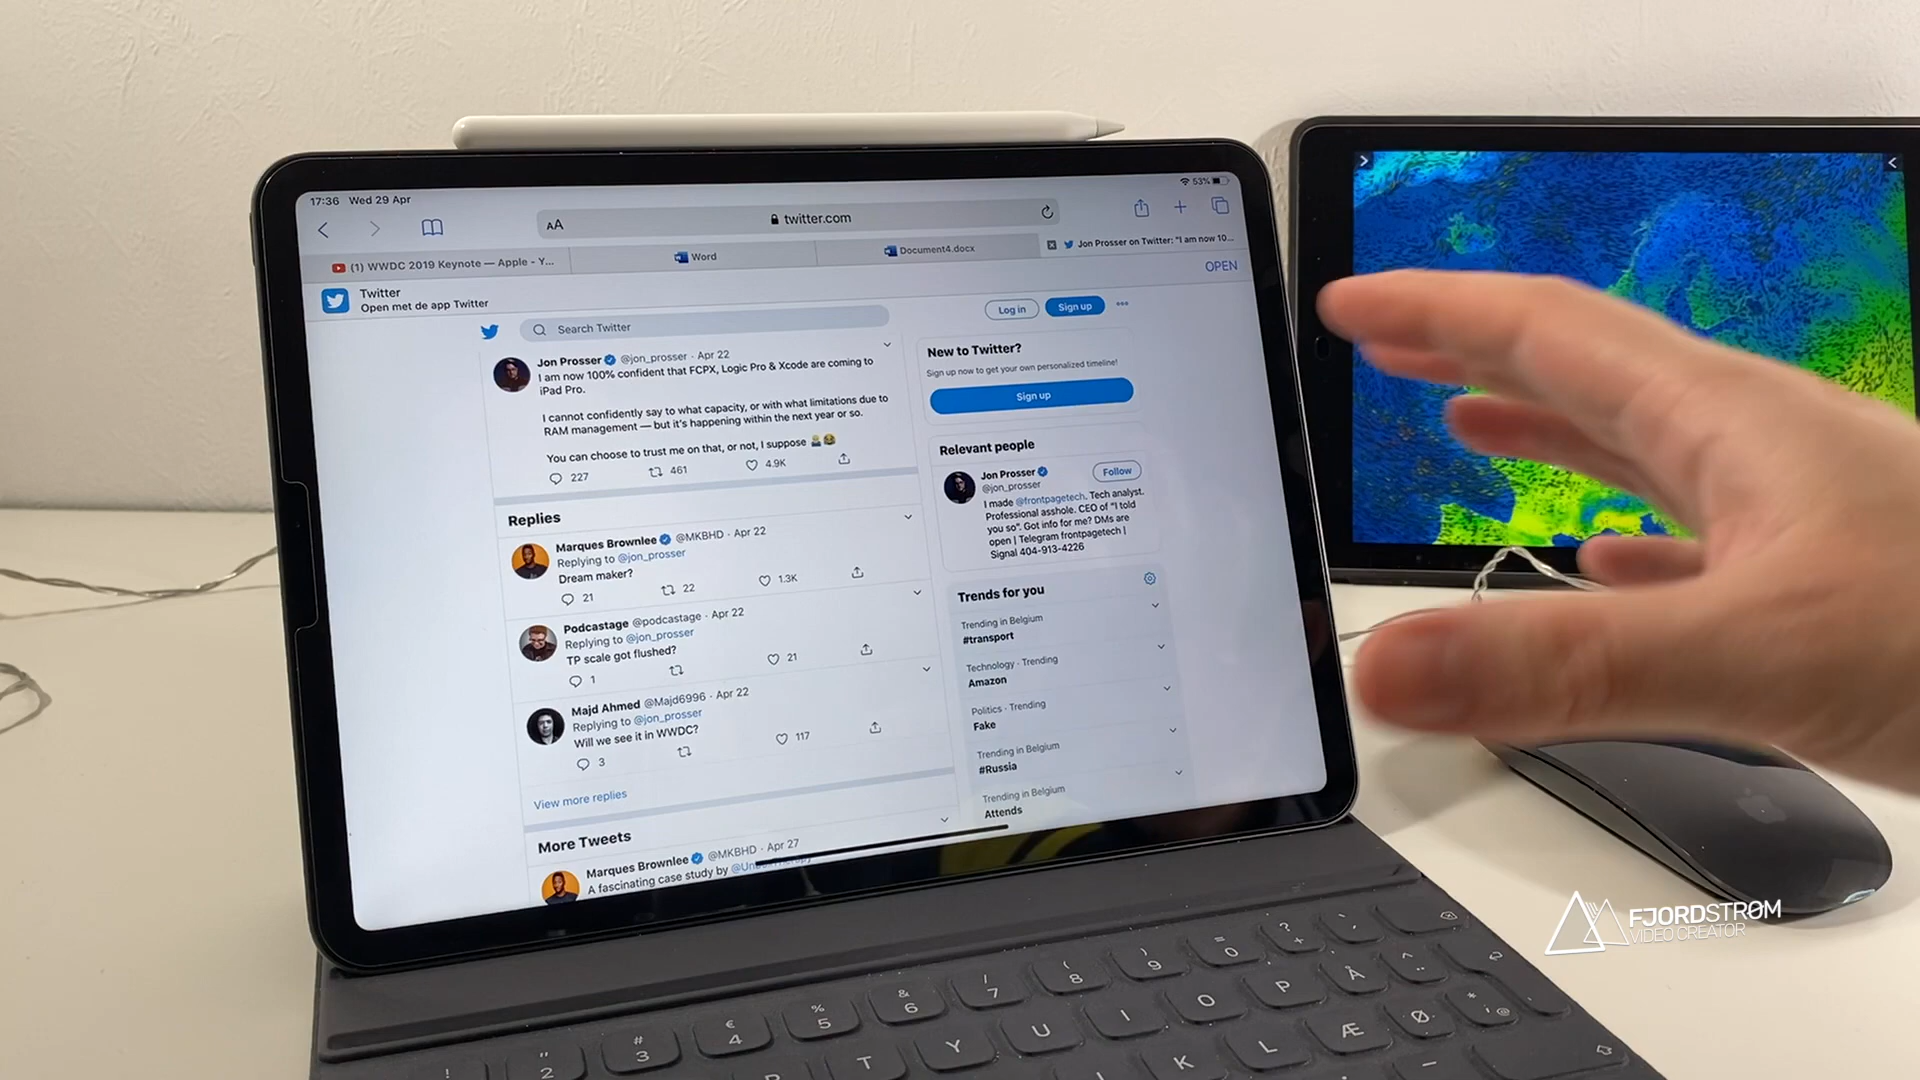 17:36 Wed 29 Apr
53%
AA
twitter.com
(1) WWDC 2019 Keynote — Apple - Y...
Word
Document4.docx
Jon Prosser on Twitter: "I am now 10...
Twitter
Open met de app Twitter
OPEN
Search Twitter
Log in
Sign up
Jon Prosser @jon_prosser · Apr 22
I am now 100% confident that FCPX, Logic Pro & Xcode are coming to
iPad Pro.
I cannot confidently say to what capacity, or with what limitations due to
RAM management — but it's happening within the next year or so.
You can choose to trust me on that, or not, I suppose
227 461 4.9K
Replies
Marques Brownlee @MKBHD · Apr 22
Replying to @jon_prosser
Dream maker?
21 22 1.3K
Podcastage @podcastage · Apr 22
Replying to @jon_prosser
TP scale got flushed?
1 21
Majd Ahmed @Majd6996 · Apr 22
Replying to @jon_prosser
Will we see it in WWDC?
3 117
View more replies
More Tweets
Marques Brownlee @MKBHD · Apr 27
A fascinating case study by
New to Twitter?
Sign up now to get your own personalized timeline!
Sign up
Relevant people
Jon Prosser
@jon_prosser
Follow
I made @frontpagetech. Tech analyst.
Professional asshole. CEO of "I told
you so". Got info for me? DMs are
open | Telegram frontpagetech |
Signal 404-913-4226
Trends for you
Trending in Belgium
#transport
Technology · Trending
Amazon
Politics · Trending
Fake
Trending in Belgium
#Russia
Trending in Belgium
Attends
FJORDSTRØM
VIDEO CREATOR
! " # € % & / ( ) = ?
2 3 4 5 6 7 8 9 0 +
T Y U I O P Å
K L Æ Ø